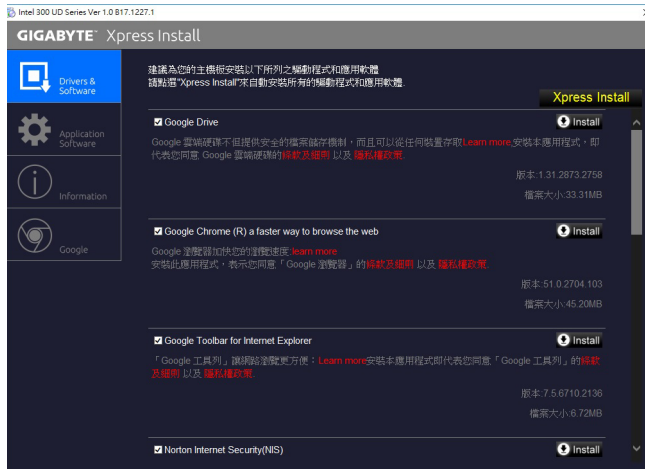 Intel 300 UD Series Ver 1.0 B17.1227.1
GIGABYTE™ Xpress Install
Drivers &
Software
Application
Software
Information
Google
建議為您的主機板安裝以下所列之驅動程式和應用軟體
請點選"Xpress Install"來自動安裝所有的驅動程式和應用軟體.
Xpress Install
Google Drive
Install
Google 雲端硬碟不但提供安全的檔案儲存機制，而且可以從任何裝置存取Learn more,安裝本應用程式，即
代表您同意 Google 雲端硬碟的條款及細則 以及 隱私權政策.
版本:1.31.2873.2758
檔案大小:33.31MB
Google Chrome (R) a faster way to browse the web
Install
Google 瀏覽器加快您的瀏覽速度:learn more
安裝此應用程式，表示您同意「Google 瀏覽器」的條款及細則 以及 隱私權政策.
版本:51.0.2704.103
檔案大小:45.20MB
Google Toolbar for Internet Explorer
Install
「Google 工具列」讓網路瀏覽更方便：Learn more安裝本應用程式即代表您同意「Google 工具列」的條款
及細則 以及 隱私權政策.
版本:7.5.6710.2136
檔案大小:6.72MB
Norton Internet Security(NIS)
Install